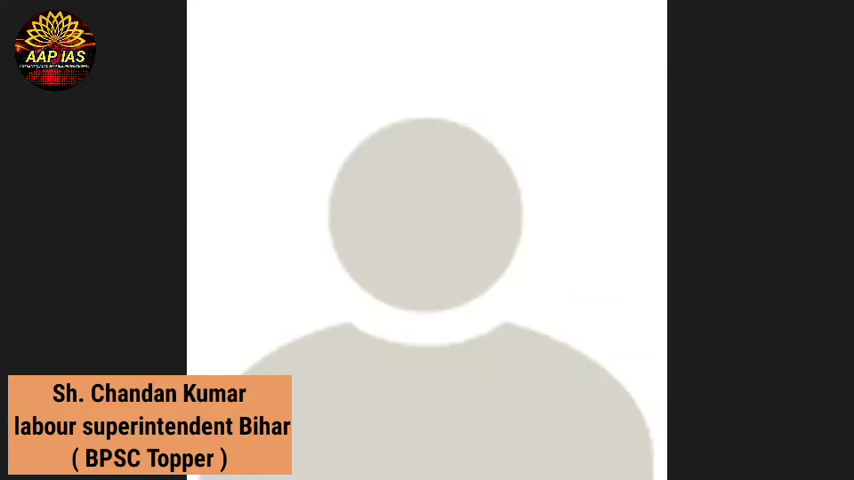 AAP IAS
Sh. Chandan Kumar
labour superintendent Bihar
( BPSC Topper )